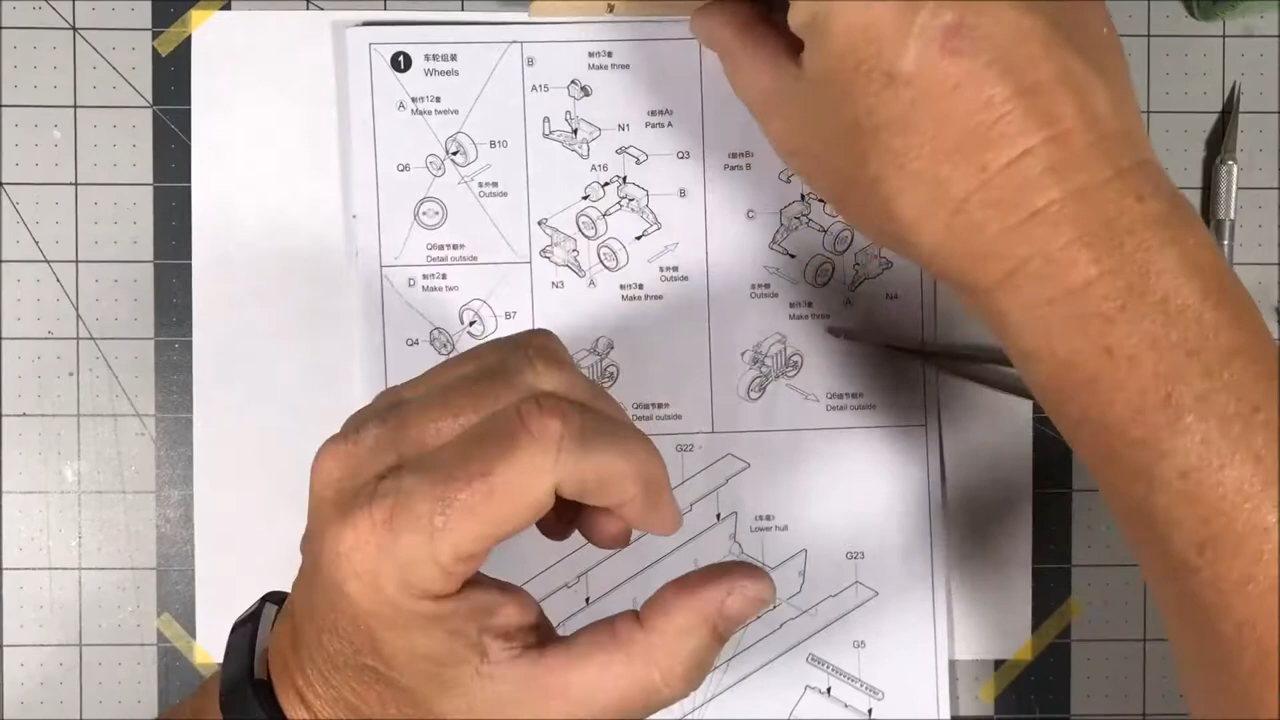 1
车轮组装
Wheels
A
制作12套
Make twelve
B10
Q6
车外侧
Outside
Q6细节朝外
Detail outside
D
制作2套
Make two
B7
Q4
B
制作3套
Make three
A15
《部件A》
Parts A
N1
A16
Q3
B
车外侧
Outside
N3
A
制作3套
Make three
Q6细节朝外
Detail outside
《部件B》
Parts B
C
车外侧
Outside
A
N4
制作3套
Make three
Q6细节朝外
Detail outside
G22
《车底》
Lower hull
G23
G5